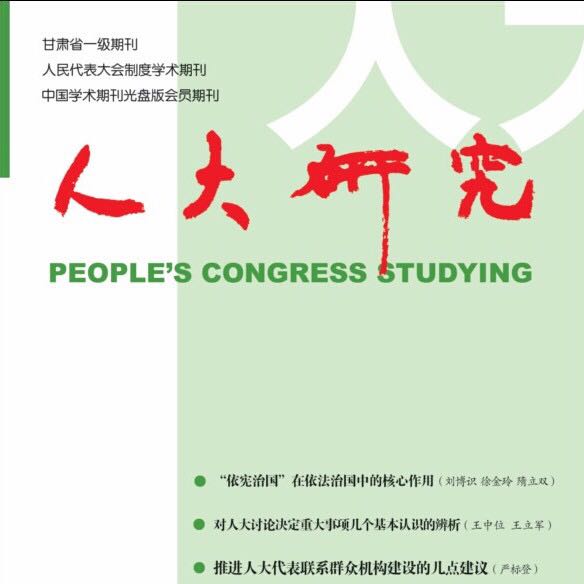 甘肃省一级期刊
人民代表大会制度学术期刊
中国学术期刊光盘版会员期刊
人大
人大研究
PEOPLE'S CONGRESS STUDYING
● “依宪治国”在依法治国中的核心作用（刘博识 徐金玲 隋立双）
● 对人大讨论决定重大事项几个基本认识的辨析（王中位 王立军）
● 推进人大代表联系群众机构建设的几点建议（严标登）